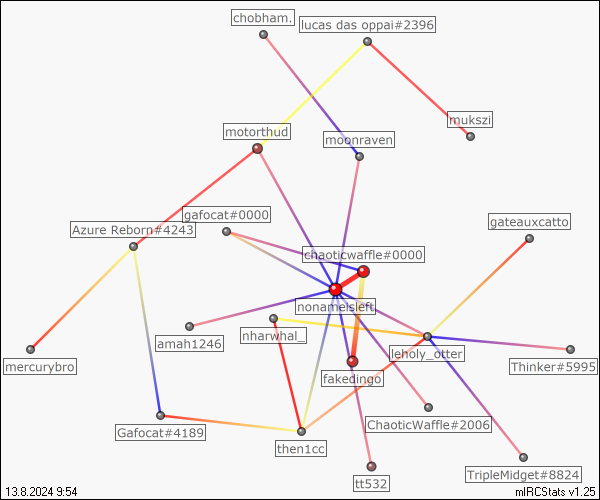 chobham.
lucas das oppai#2396
mukszi
motorthud
moonraven
gafocat#0000
gateauxcatto
Azure Reborn#4243
chaoticwaffle#0000
nonameisleft
amah1246
nharwhal_
leholy_otter
mercurybro
Thinker#5995
fakedingo
ChaoticWaffle#2006
Gafocat#4189
then1cc
TripleMidget#8824
tt532
13.8.2024 9:54
mIRCStats v1.25